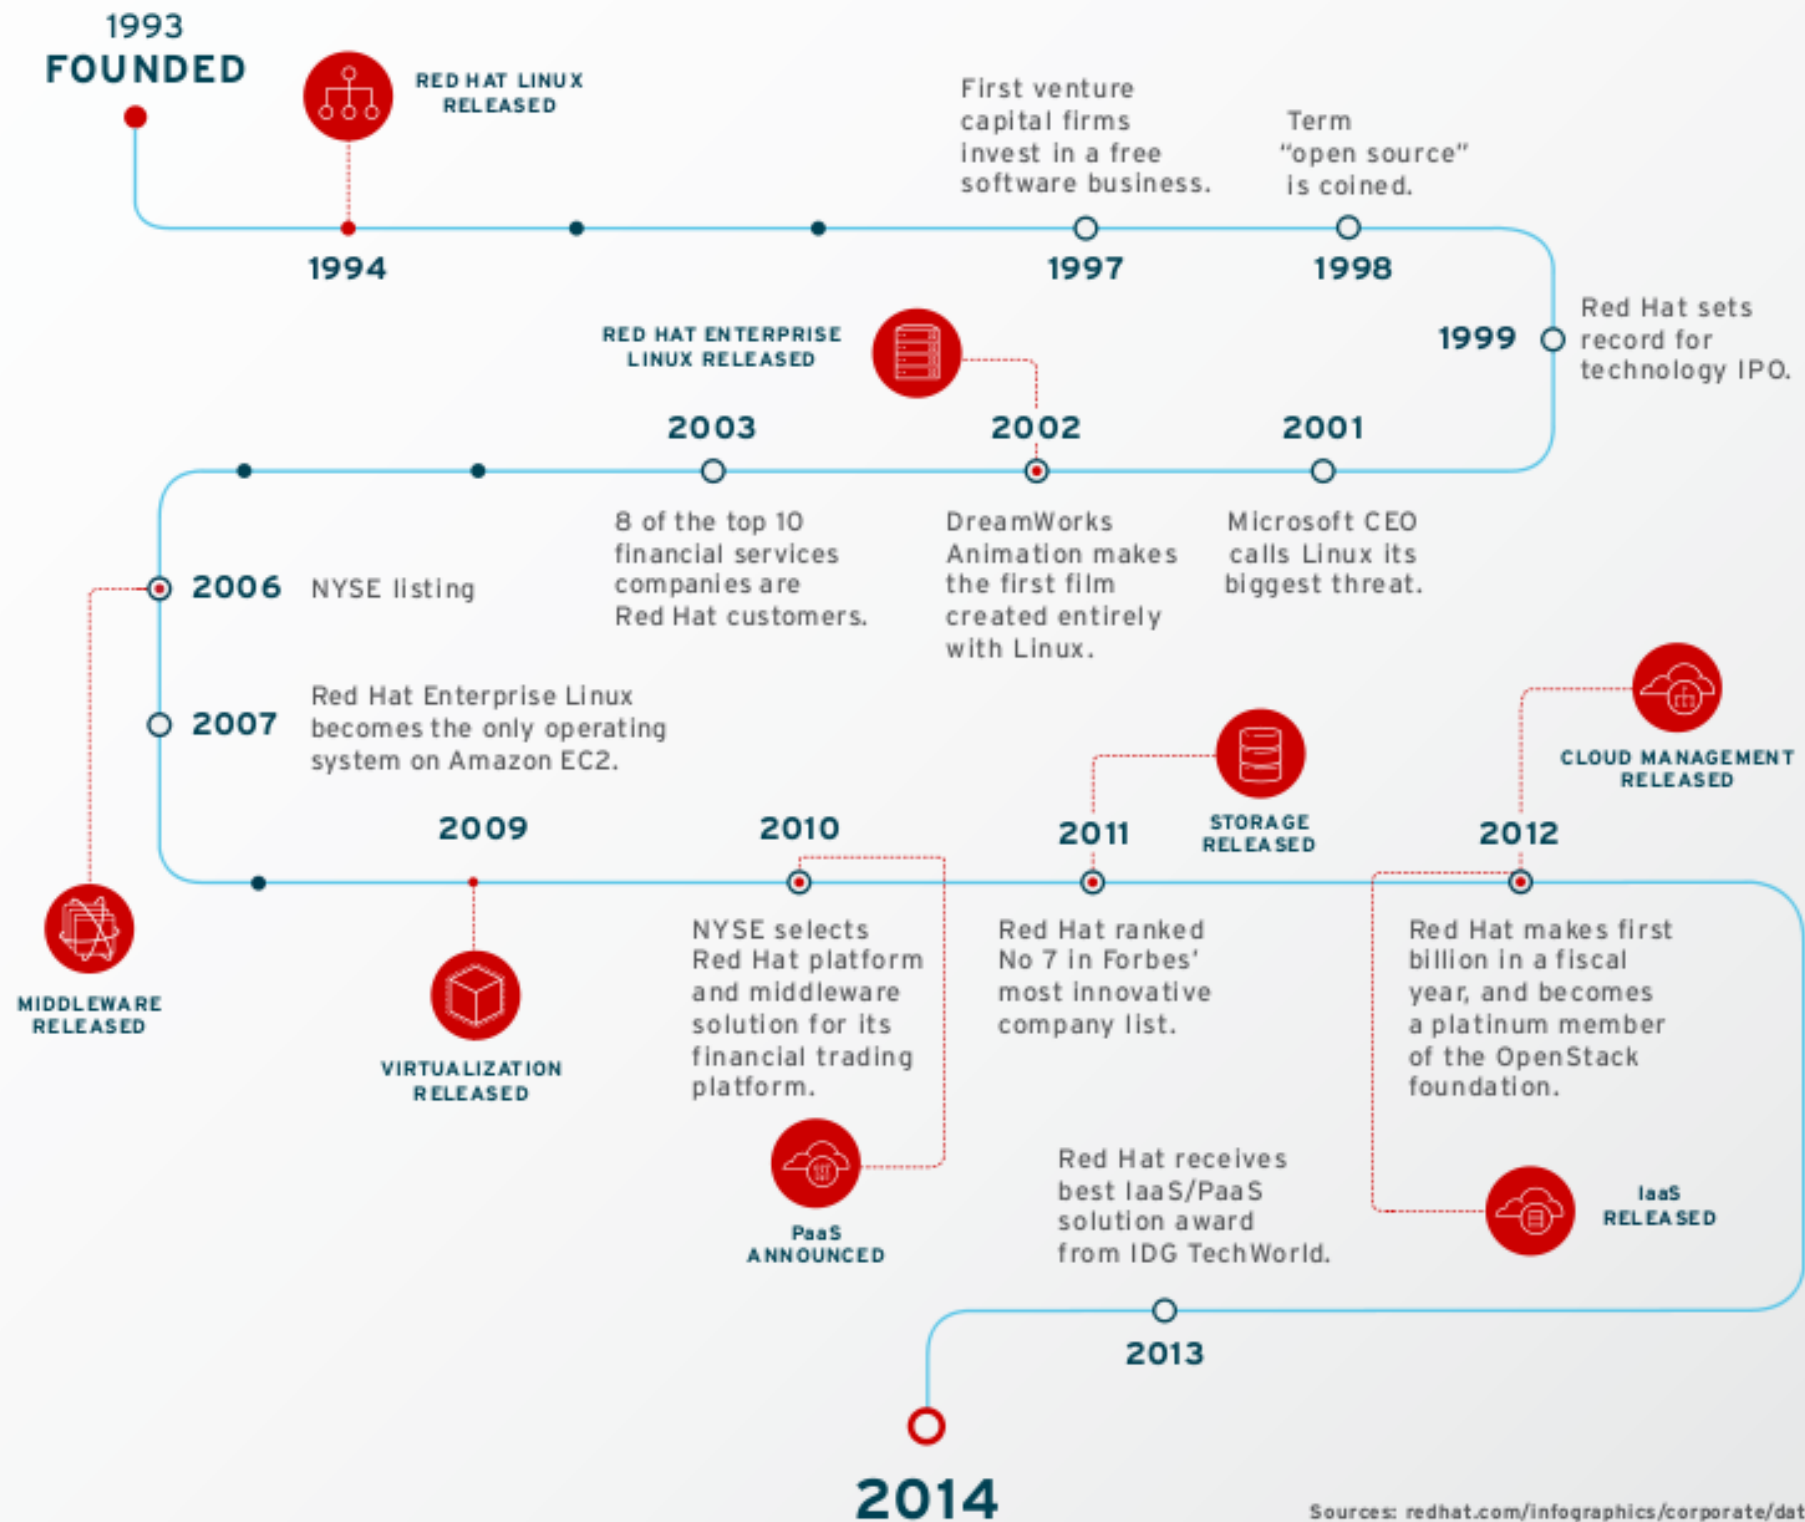 1993
FOUNDED
RED HAT LINUX
RELEASED
1994
First venture
capital firms
invest in a free
software business.
1997
Term
“open source”
is coined.
1998
1999
Red Hat sets
record for
technology IPO.
2001
Microsoft CEO
calls Linux its
biggest threat.
RED HAT ENTERPRISE
LINUX RELEASED
2002
DreamWorks
Animation makes
the first film
created entirely
with Linux.
2003
8 of the top 10
financial services
companies are
Red Hat customers.
2006
NYSE listing
MIDDLEWARE
RELEASED
2007
Red Hat Enterprise Linux
becomes the only operating
system on Amazon EC2.
2009
VIRTUALIZATION
RELEASED
2010
NYSE selects
Red Hat platform
and middleware
solution for its
financial trading
platform.
PaaS
ANNOUNCED
2011
STORAGE
RELEASED
Red Hat ranked
No 7 in Forbes’
most innovative
company list.
2012
CLOUD MANAGEMENT
RELEASED
Red Hat makes first
billion in a fiscal
year, and becomes
a platinum member
of the OpenStack
foundation.
IaaS
RELEASED
Red Hat receives
best IaaS/PaaS
solution award
from IDG TechWorld.
2013
2014
Sources: redhat.com/infographics/corporate/dat